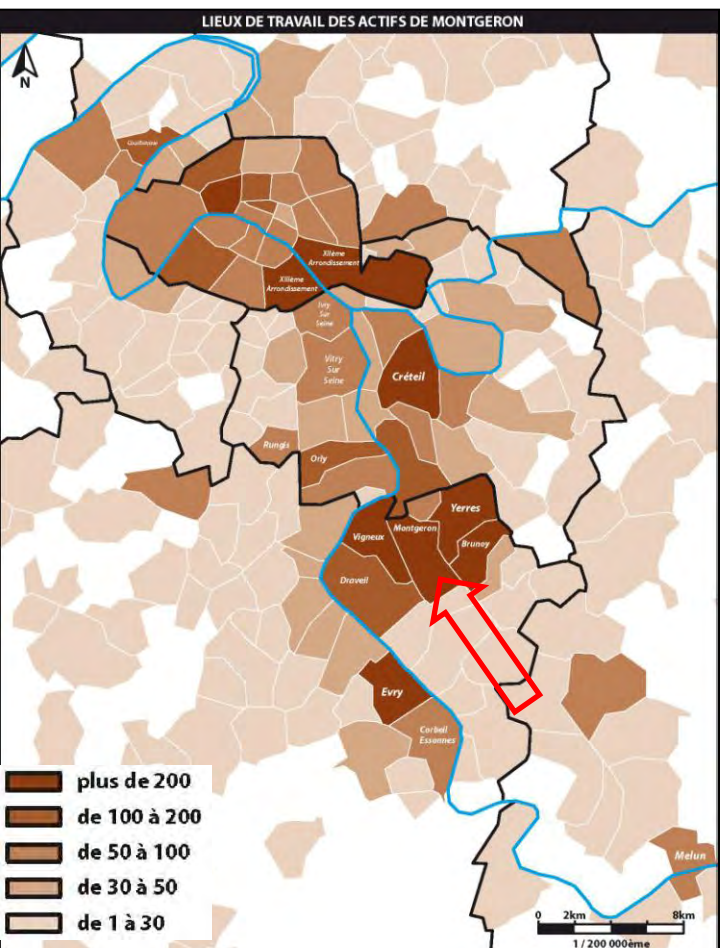 LIEUX DE TRAVAIL DES ACTIFS DE MONTGERON
N
XIIème
Arrondissement
XIIIème
Arrondissement
Ivry
Sur
Seine
Vitry
Sur
Seine
Créteil
Rungis
Orly
Yerres
Montgeron
Vigneux
Brunoy
Draveil
Evry
Corbeil
Essonnes
Melun
plus de 200
de 100 à 200
de 50 à 100
de 30 à 50
de 1 à 30
0 2km 8km
1 / 200 000ème